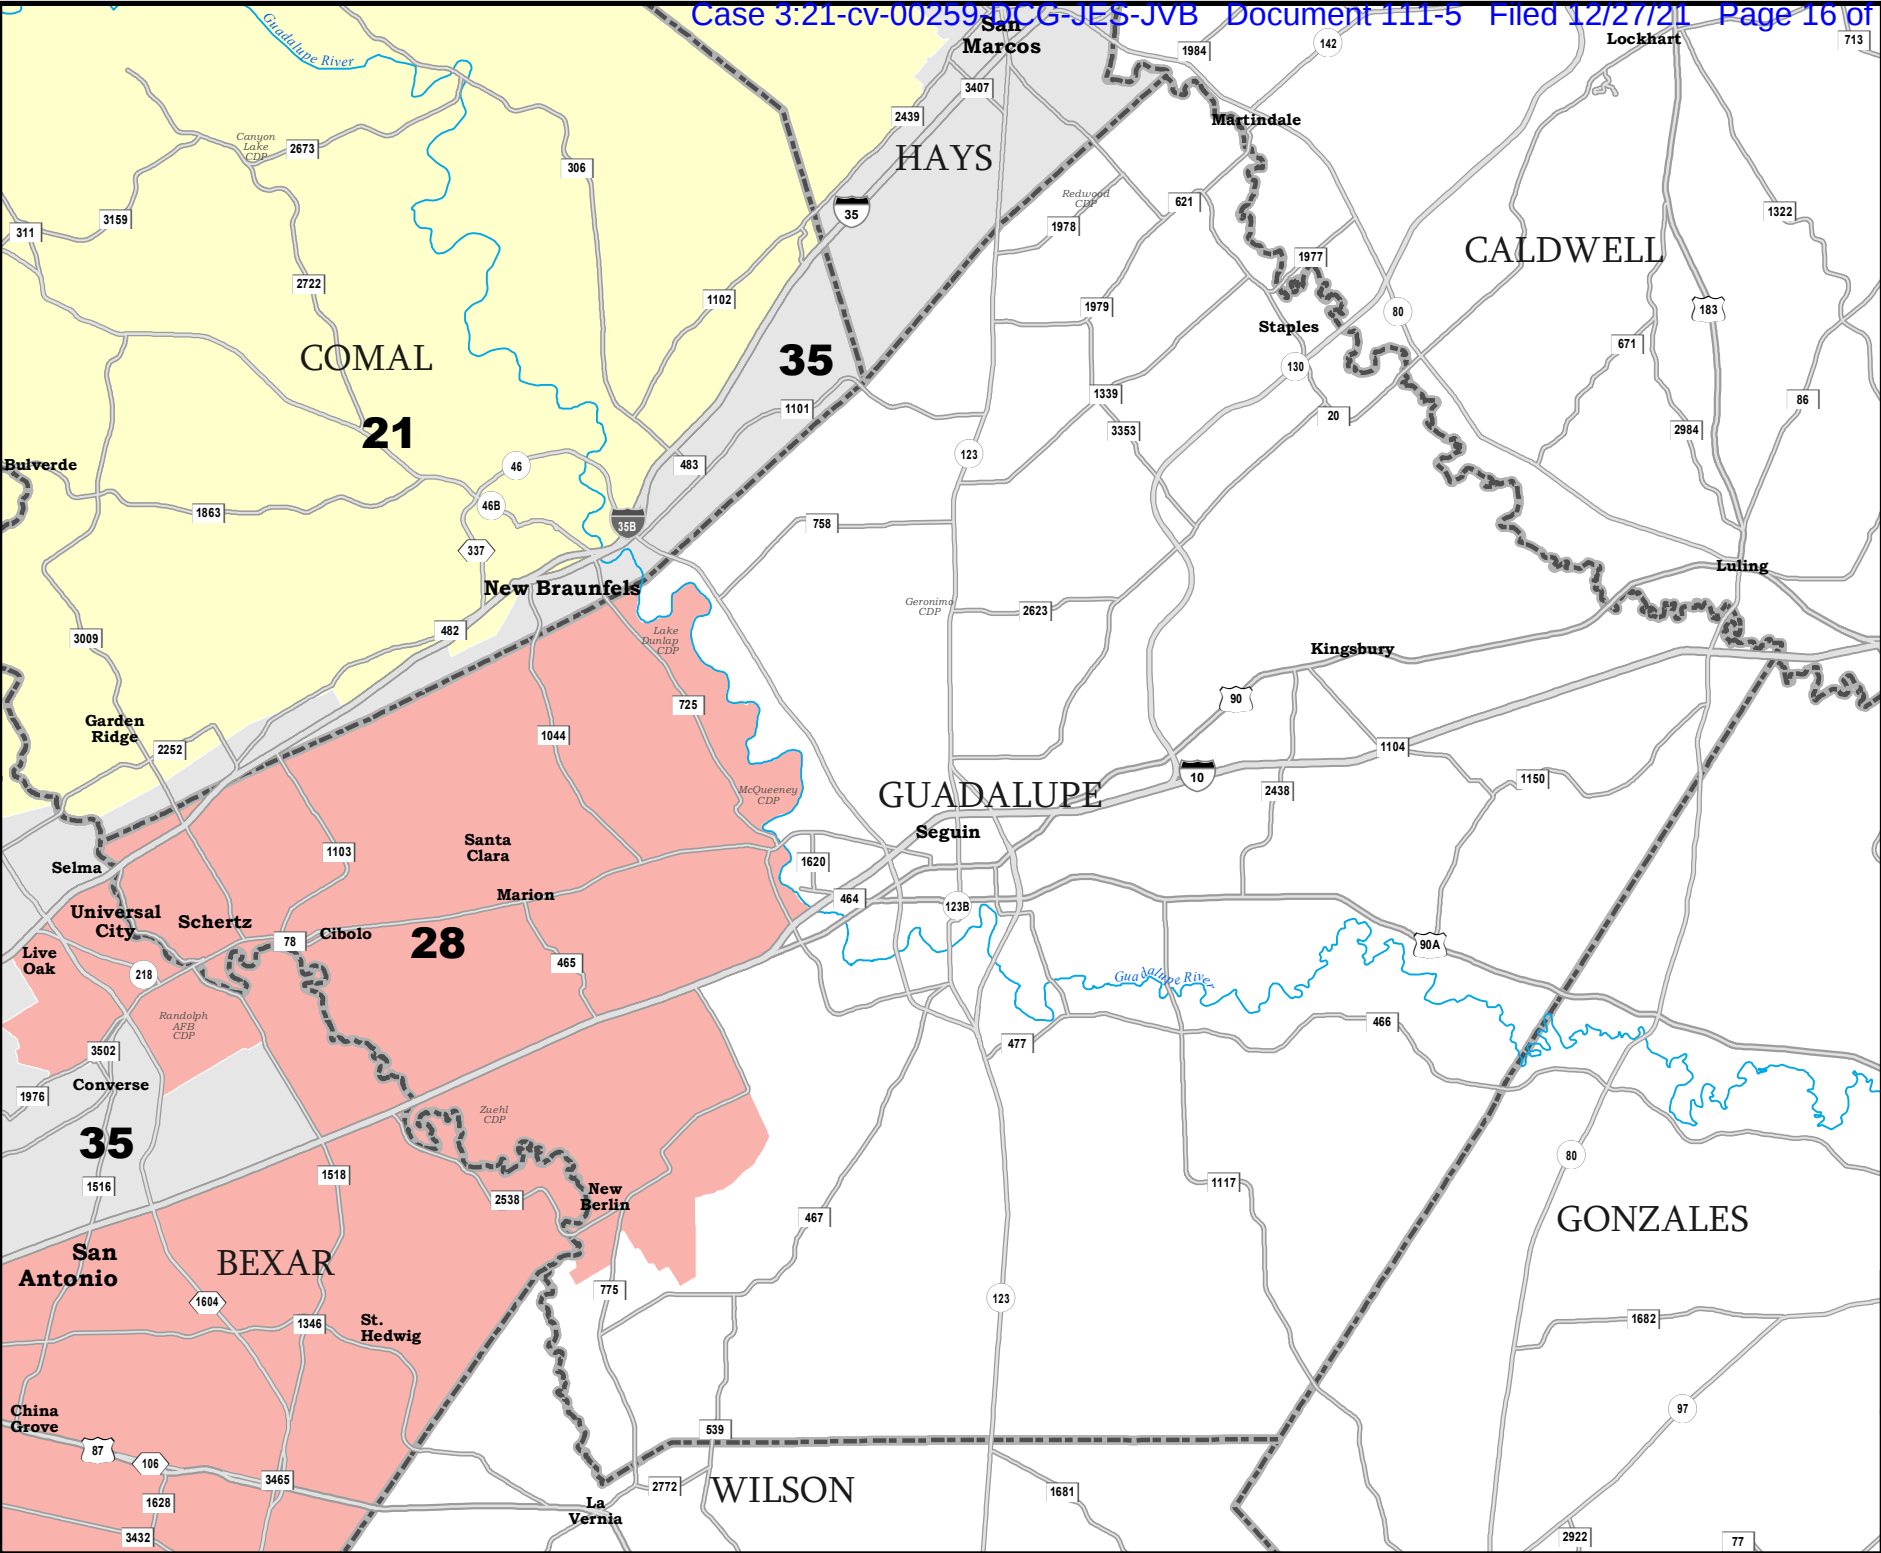 Case 3:21-cv-00259-DCG-JES-JVB Document 111-5 Filed 12/27/21 Page 16 of
San
Marcos
1984
142
Lockhart
713
Guadalupe River
3407
2439
Martindale
Canyon
Lake
CDP
2673
306
HAYS
Redwood
CDP
621
1978
35
3159
311
1322
CALDWELL
1977
2722
1102
1979
Staples
80
183
COMAL
35
671
130
1339
1101
20
86
21
3353
2984
Bulverde
46
483
123
46B
1863
35B
758
337
New Braunfels
Luling
Geronimo
CDP
2623
482
3009
Lake
Dunlap
CDP
Kingsbury
90
725
Garden
Ridge
2252
1044
1104
10
1150
McQueeney
CDP
GUADALUPE
2438
Seguin
Santa
Clara
1103
1620
Selma
Marion
464
123B
Universal
City
Schertz
78
Cibolo
28
90A
Live
Oak
218
465
Guadalupe River
Randolph
AFB
CDP
466
3502
477
Converse
1976
Zuehl
CDP
35
80
1518
1516
1117
New
Berlin
2538
467
GONZALES
San
Antonio
BEXAR
775
123
1604
1346
St.
Hedwig
1682
China
Grove
97
87
539
106
3465
2772
WILSON
1681
1628
La
Vernia
3432
2922
77